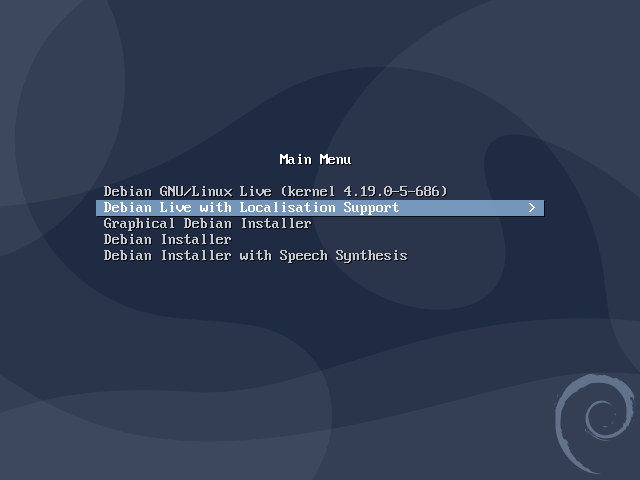 Main Menu
Debian GNU/Linux Live (kernel 4.19.0-5-686)
Debian Live with Localisation Support >
Graphical Debian Installer
Debian Installer
Debian Installer with Speech Synthesis